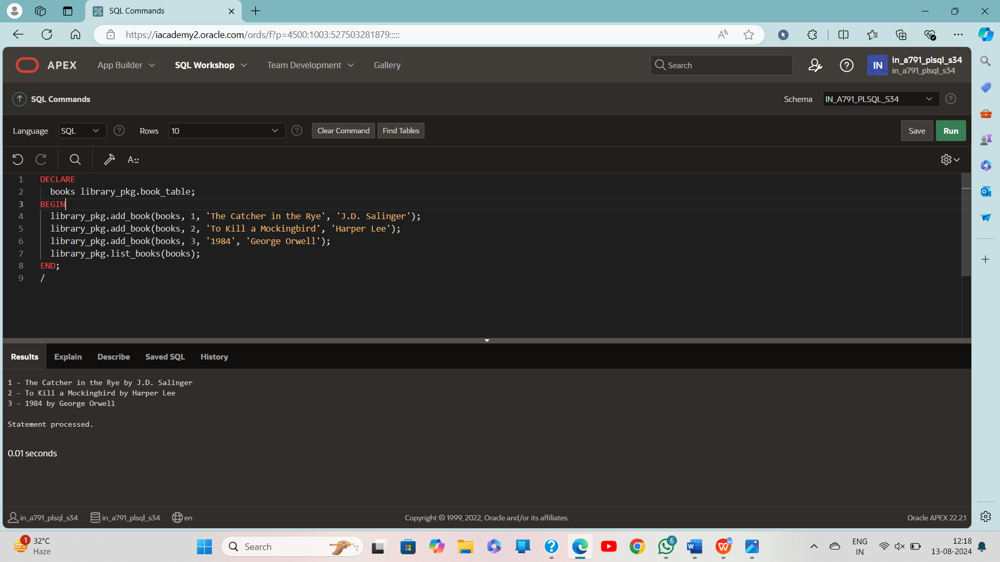 SQL Commands
https://iacademy2.oracle.com/ords/f?p=4500:1003:527503281879:::::
APEX App Builder SQL Workshop Team Development Gallery Search IN in_a791_plsql_s34
in_a791_plsql_s34
SQL Commands Schema IN_A791_PLSQL_S34
Language SQL Rows 10 Clear Command Find Tables Save Run
A::
1 DECLARE
2 books library_pkg.book_table;
3 BEGIN
4 library_pkg.add_book(books, 1, 'The Catcher in the Rye', 'J.D. Salinger');
5 library_pkg.add_book(books, 2, 'To Kill a Mockingbird', 'Harper Lee');
6 library_pkg.add_book(books, 3, '1984', 'George Orwell');
7 library_pkg.list_books(books);
8 END;
9 /
Results Explain Describe Saved SQL History
1 - The Catcher in the Rye by J.D. Salinger
2 - To Kill a Mockingbird by Harper Lee
3 - 1984 by George Orwell
Statement processed.
0.01 seconds
in_a791_plsql_s34 in_a791_plsql_s34 en Copyright © 1999, 2022, Oracle and/or its affiliates. Oracle APEX 22.2.1
1 32°C Search 6 ENG 12:18
Haze IN 13-08-2024